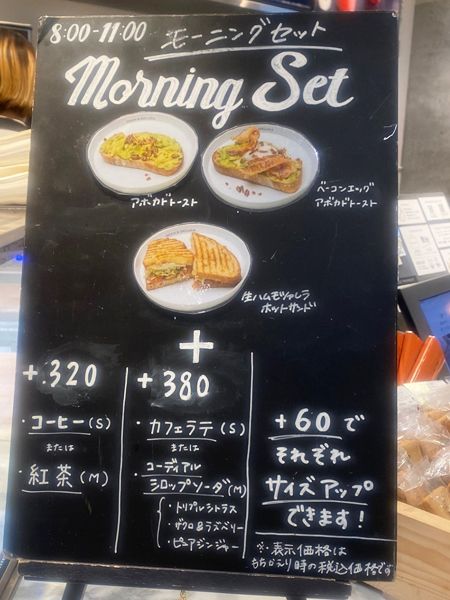 8:00-11:00 モーニングセット
Morning Set
アボカドトースト
ベーコンエッグ
アボカドトースト
生ハムモッツァレラ
ホットサンド
+
+320
・コーヒー(S)
または
・紅茶(M)
+380
・カフェラテ(S)
または
・コーディアル
シロップソーダ(M)
・トリプルシトラス
・ザクロ&ラズベリー
・ピュアジンジャー
+60で
それぞれ
サイズアップ
できます!
※表示価格は
もちかえり時の税込価格です